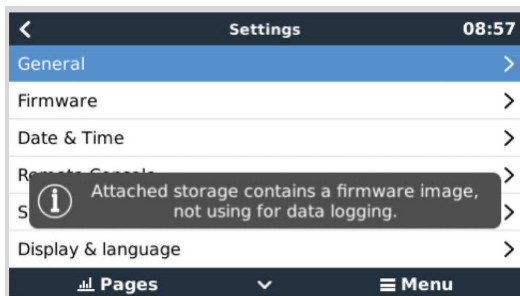 Settings
08:57
General
Firmware
Date & Time
Attached storage contains a firmware image,
not using for data logging.
Display & language
Pages
Menu